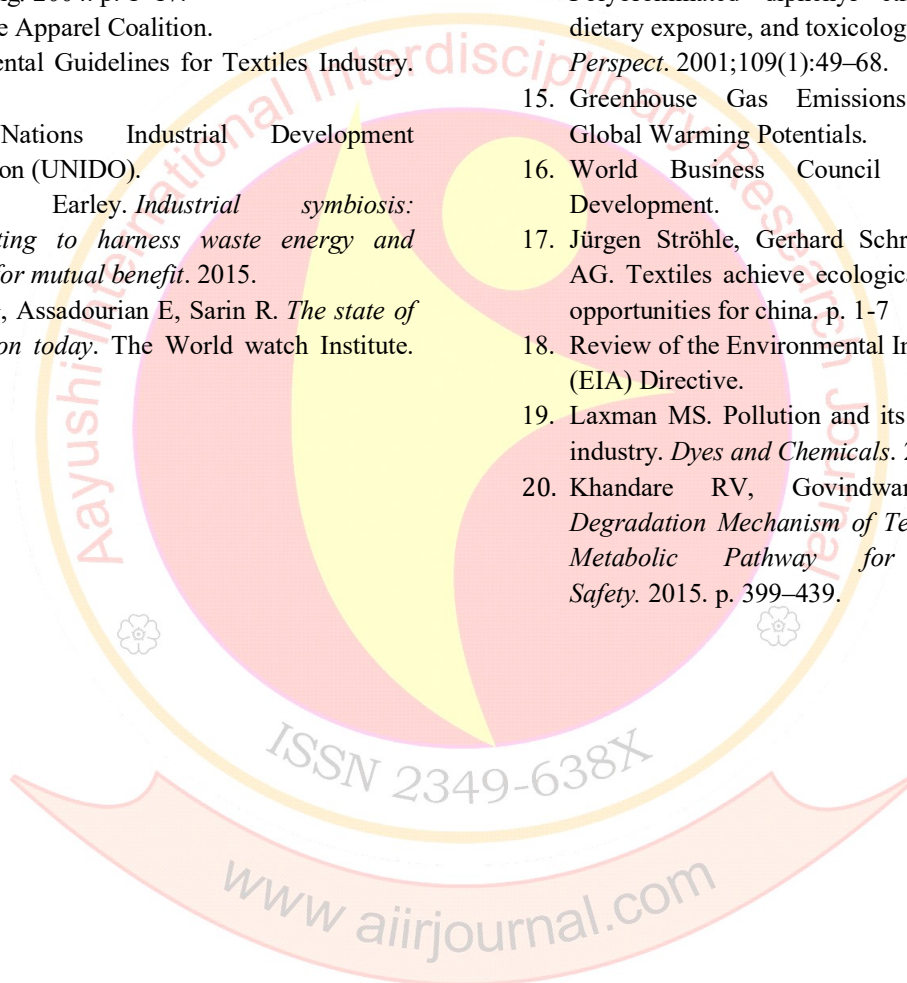 e Apparel Coalition.
ental Guidelines for Textiles Industry.
Nations Industrial Development
on (UNIDO).
Earley. Industrial symbiosis:
ting to harness waste energy and
for mutual benefit. 2015.
, Assadourian E, Sarin R. The state of
on today. The World watch Institute.
dietary exposure, and toxicolog
Perspect. 2001;109(1):49–68.
15. Greenhouse Gas Emissions
Global Warming Potentials.
16. World Business Council
Development.
17. Jürgen Ströhle, Gerhard Schr
AG. Textiles achieve ecologica
opportunities for china. p. 1-7
18. Review of the Environmental In
(EIA) Directive.
19. Laxman MS. Pollution and its
industry. Dyes and Chemicals. 2
20. Khandare RV, Govindwar
Degradation Mechanism of Te
Metabolic Pathway for
Safety. 2015. p. 399–439.
Aayushi International Interdisciplinary Research Journal
ISSN 2349-638X
www aiirjournal.com